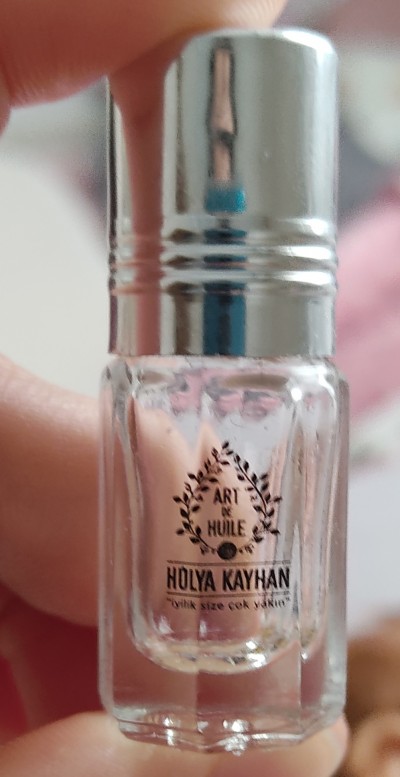 ART
DE
HUILE
HÜLYA KAYHAN
"iyilik size çok yakın"